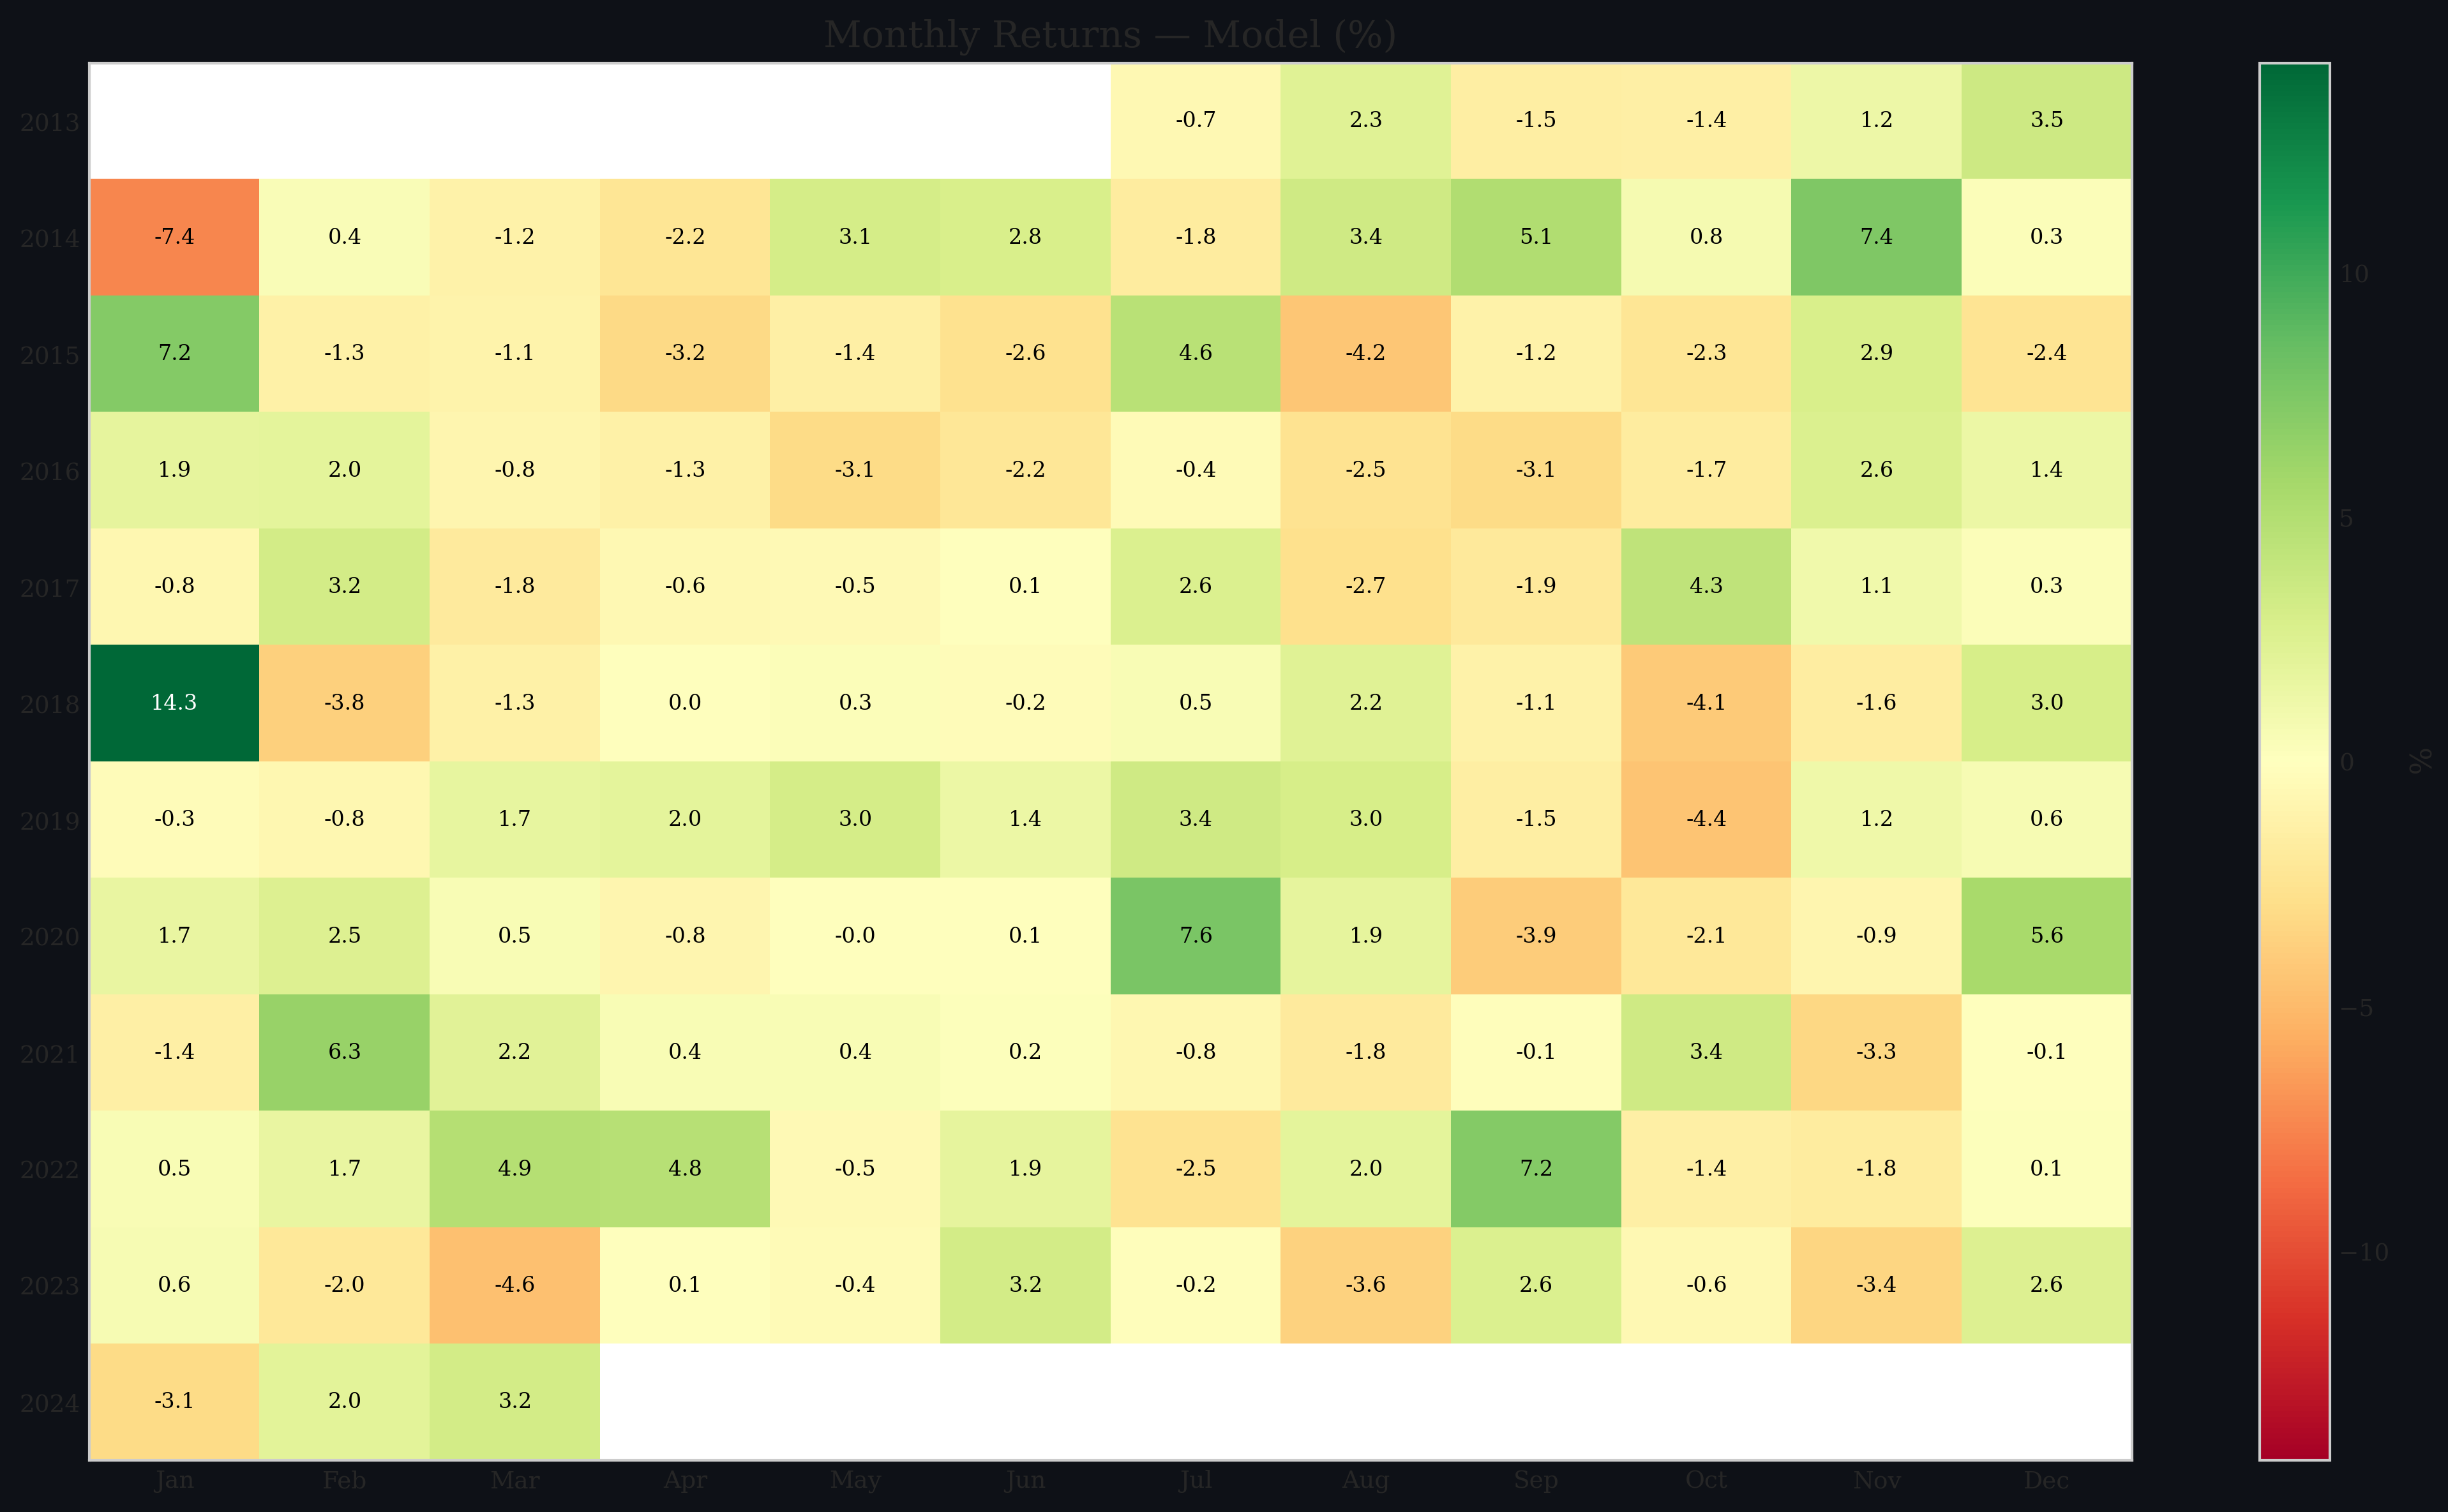 Monthly Returns — Model (%)
2013 -0.7 2.3 -1.5 -1.4 1.2 3.5
2014 -7.4 0.4 -1.2 -2.2 3.1 2.8 -1.8 3.4 5.1 0.8 7.4 0.3
2015 7.2 -1.3 -1.1 -3.2 -1.4 -2.6 4.6 -4.2 -1.2 -2.3 2.9 -2.4
2016 1.9 2.0 -0.8 -1.3 -3.1 -2.2 -0.4 -2.5 -3.1 -1.7 2.6 1.4
2017 -0.8 3.2 -1.8 -0.6 -0.5 0.1 2.6 -2.7 -1.9 4.3 1.1 0.3
2018 14.3 -3.8 -1.3 0.0 0.3 -0.2 0.5 2.2 -1.1 -4.1 -1.6 3.0
2019 -0.3 -0.8 1.7 2.0 3.0 1.4 3.4 3.0 -1.5 -4.4 1.2 0.6
2020 1.7 2.5 0.5 -0.8 -0.0 0.1 7.6 1.9 -3.9 -2.1 -0.9 5.6
2021 -1.4 6.3 2.2 0.4 0.4 0.2 -0.8 -1.8 -0.1 3.4 -3.3 -0.1
2022 0.5 1.7 4.9 4.8 -0.5 1.9 -2.5 2.0 7.2 -1.4 -1.8 0.1
2023 0.6 -2.0 -4.6 0.1 -0.4 3.2 -0.2 -3.6 2.6 -0.6 -3.4 2.6
2024 -3.1 2.0 3.2
Jan Feb Mar Apr May Jun Jul Aug Sep Oct Nov Dec
10
5
0
−5
−10
%